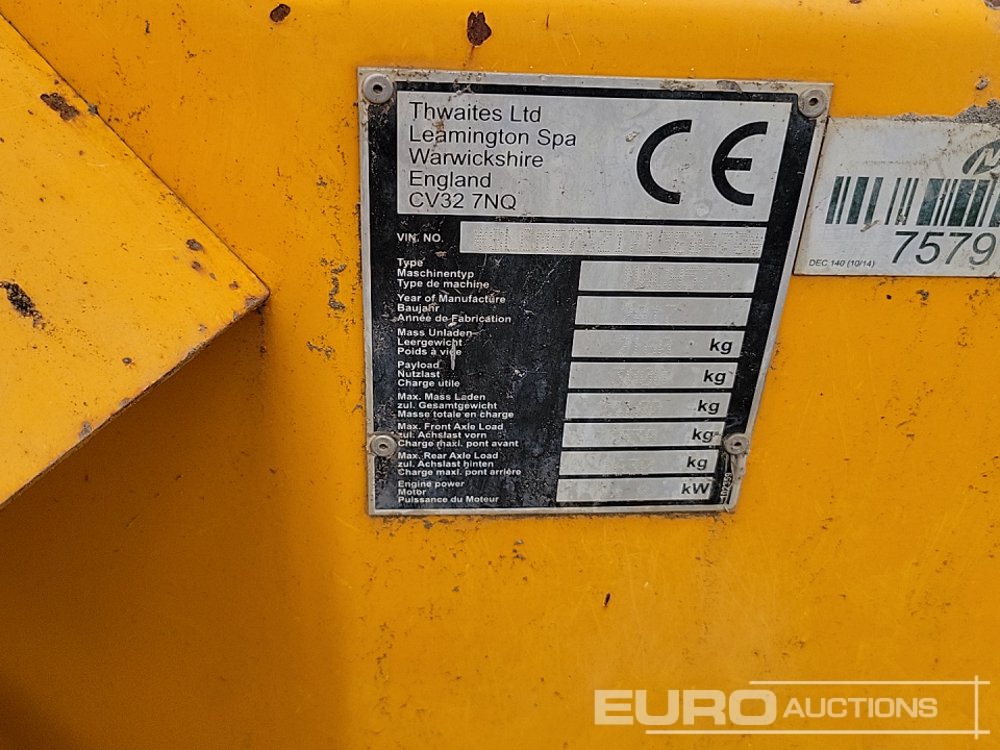 Thwaites Ltd
Leamington Spa
Warwickshire
England
CV32 7NQ
CE
VIN. NO.
Type
Maschinentyp
Type de machine
Year of Manufacture
Baujahr
Année de Fabrication
Mass Unladen
Leergewicht
Poids à vide
kg
Payload
Nutzlast
Charge utile
kg
Max. Mass Laden
zul. Gesamtgewicht
Masse totale en charge
kg
Max. Front Axle Load
zul. Achslast vorn
Charge maxi. pont avant
kg
Max. Rear Axle Load
zul. Achslast hinten
Charge maxi. pont arrière
kg
Engine power
Motor
Puissance du Moteur
kW
7579
DEC 140 (10/14)
EURO AUCTIONS